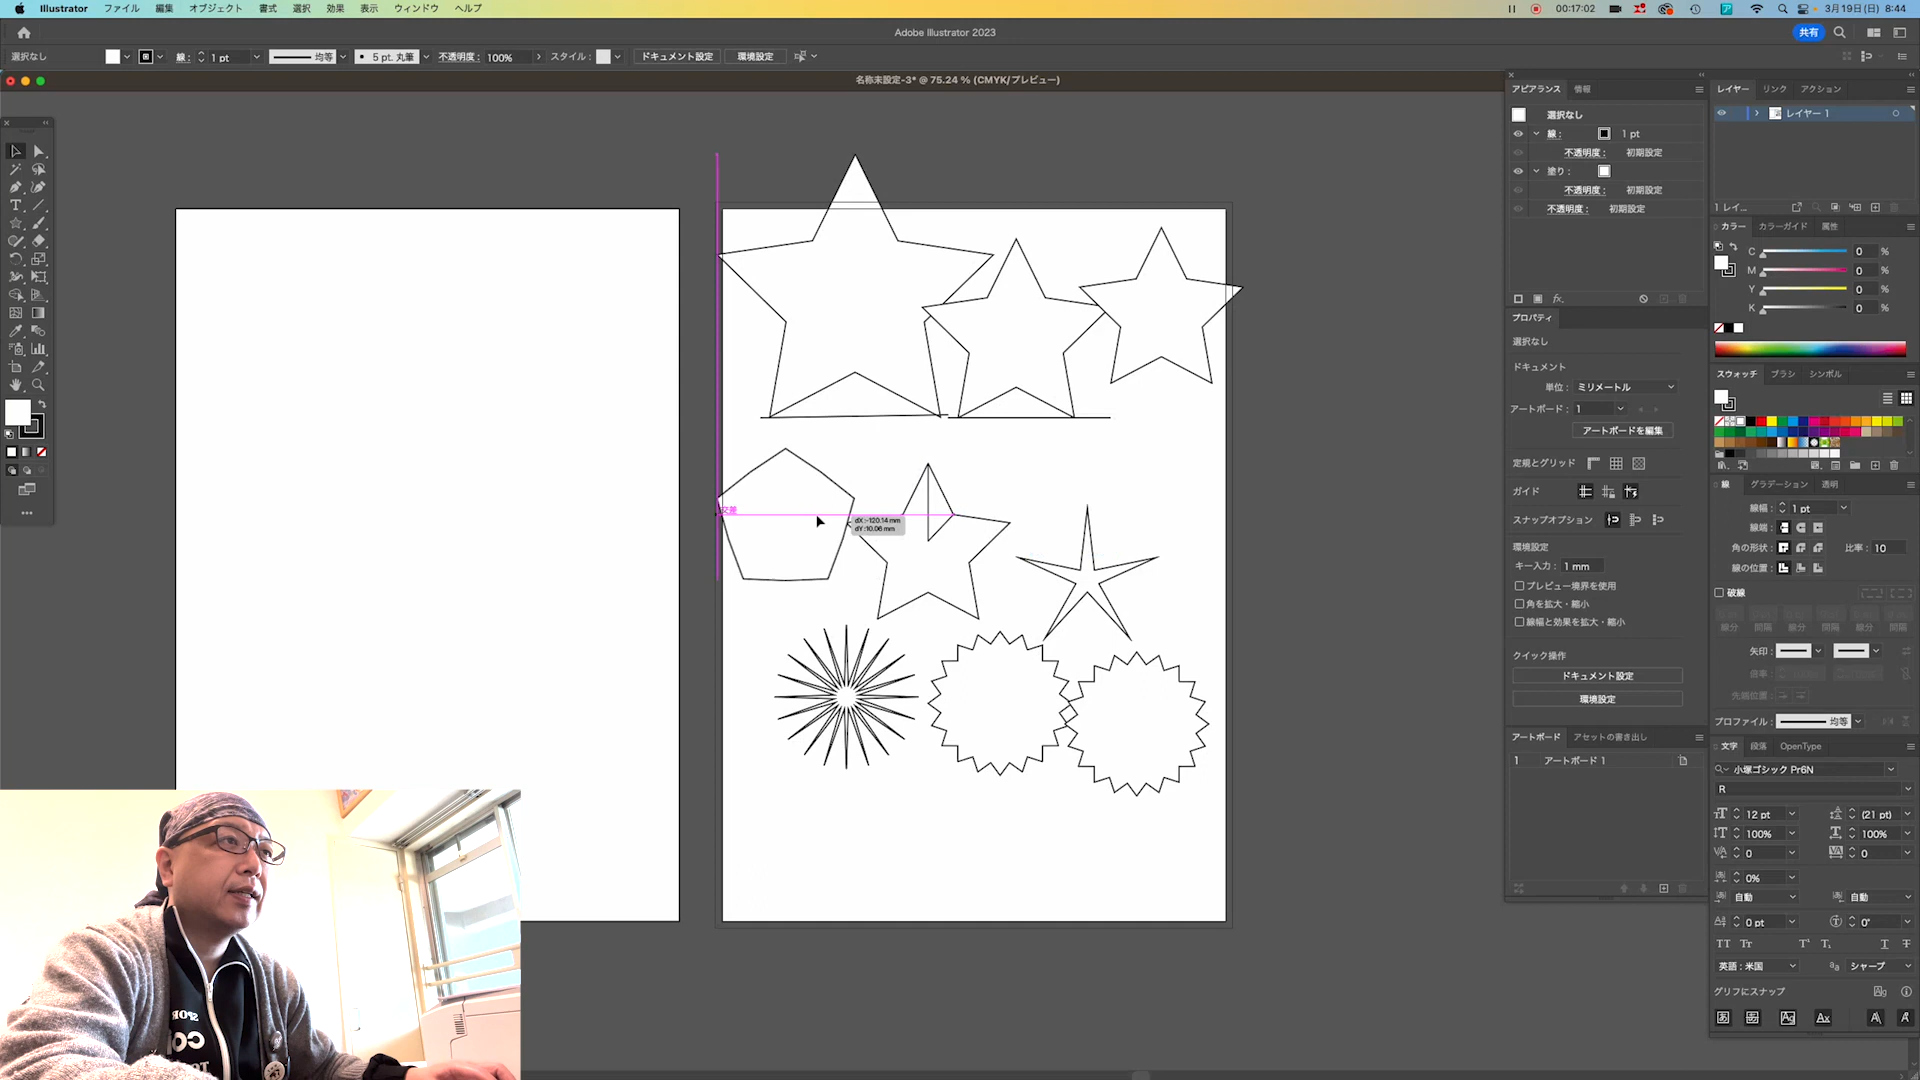 Illustrator ファイル 編集 オブジェクト 書式 選択 効果 表示 ウィンドウ ヘルプ
00:17:02 ア 3月19日(日) 8:44
Adobe Illustrator 2023
共有
選択なし 線: 1 pt 均等 5 pt. 丸筆 不透明度: 100% スタイル: ドキュメント設定 環境設定
名称未設定-3* @ 75.24 % (CMYK/プレビュー)
アピアランス 情報
選択なし
線: 1 pt
不透明度: 初期設定
塗り:
不透明度: 初期設定
不透明度: 初期設定
fx.
プロパティ
選択なし
ドキュメント
単位: ミリメートル
アートボード: 1
アートボードを編集
定規とグリッド
ガイド
スナップオプション
環境設定
キー入力: 1 mm
プレビュー境界を使用
角を拡大・縮小
線幅と効果を拡大・縮小
クイック操作
ドキュメント設定
環境設定
アートボード アセットの書き出し
1 アートボード 1
レイヤー リンク アクション
レイヤー 1
1 レイ...
カラー カラーガイド 属性
C 0 %
M 0 %
Y 0 %
K 0 %
スウォッチ ブラシ シンボル
線 グラデーション 透明
線幅: 1 pt
線端:
角の形状: 比率: 10
線の位置:
破線
線分 間隔 線分 間隔 線分 間隔
矢印:
倍率:
先端位置:
プロファイル: 均等
文字 段落 OpenType
小塚ゴシック Pr6N
R
12 pt (21 pt)
100% 100%
0 0
0%
自動 自動
0 pt 0°
英語:米国 シャープ
グリフにスナップ
交差
dX:-120.14 mm
dY:10.06 mm